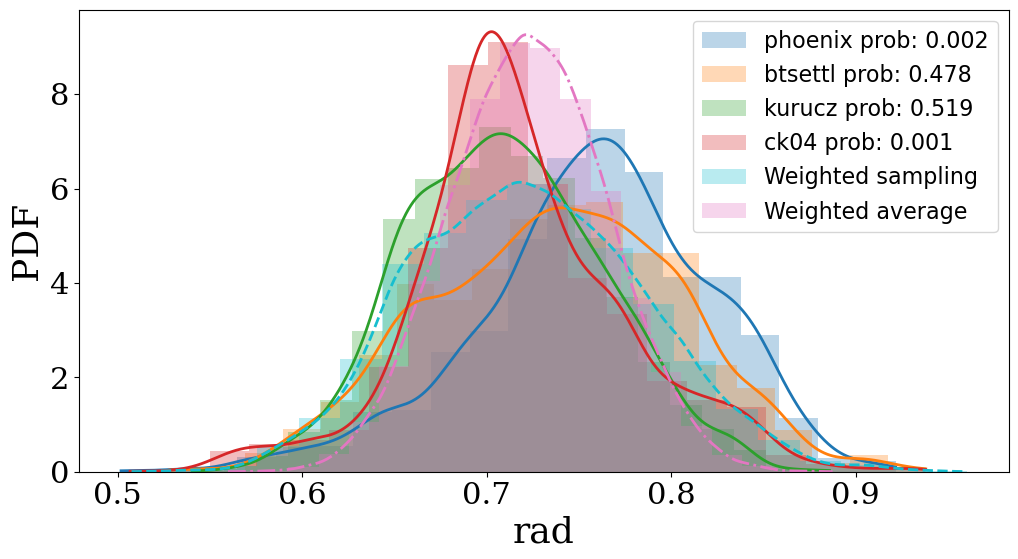 phoenix prob: 0.002
btsettl prob: 0.478
kurucz prob: 0.519
ck04 prob: 0.001
Weighted sampling
Weighted average
PDF
8
6
4
2
0
0.5 0.6 0.7 0.8 0.9
rad